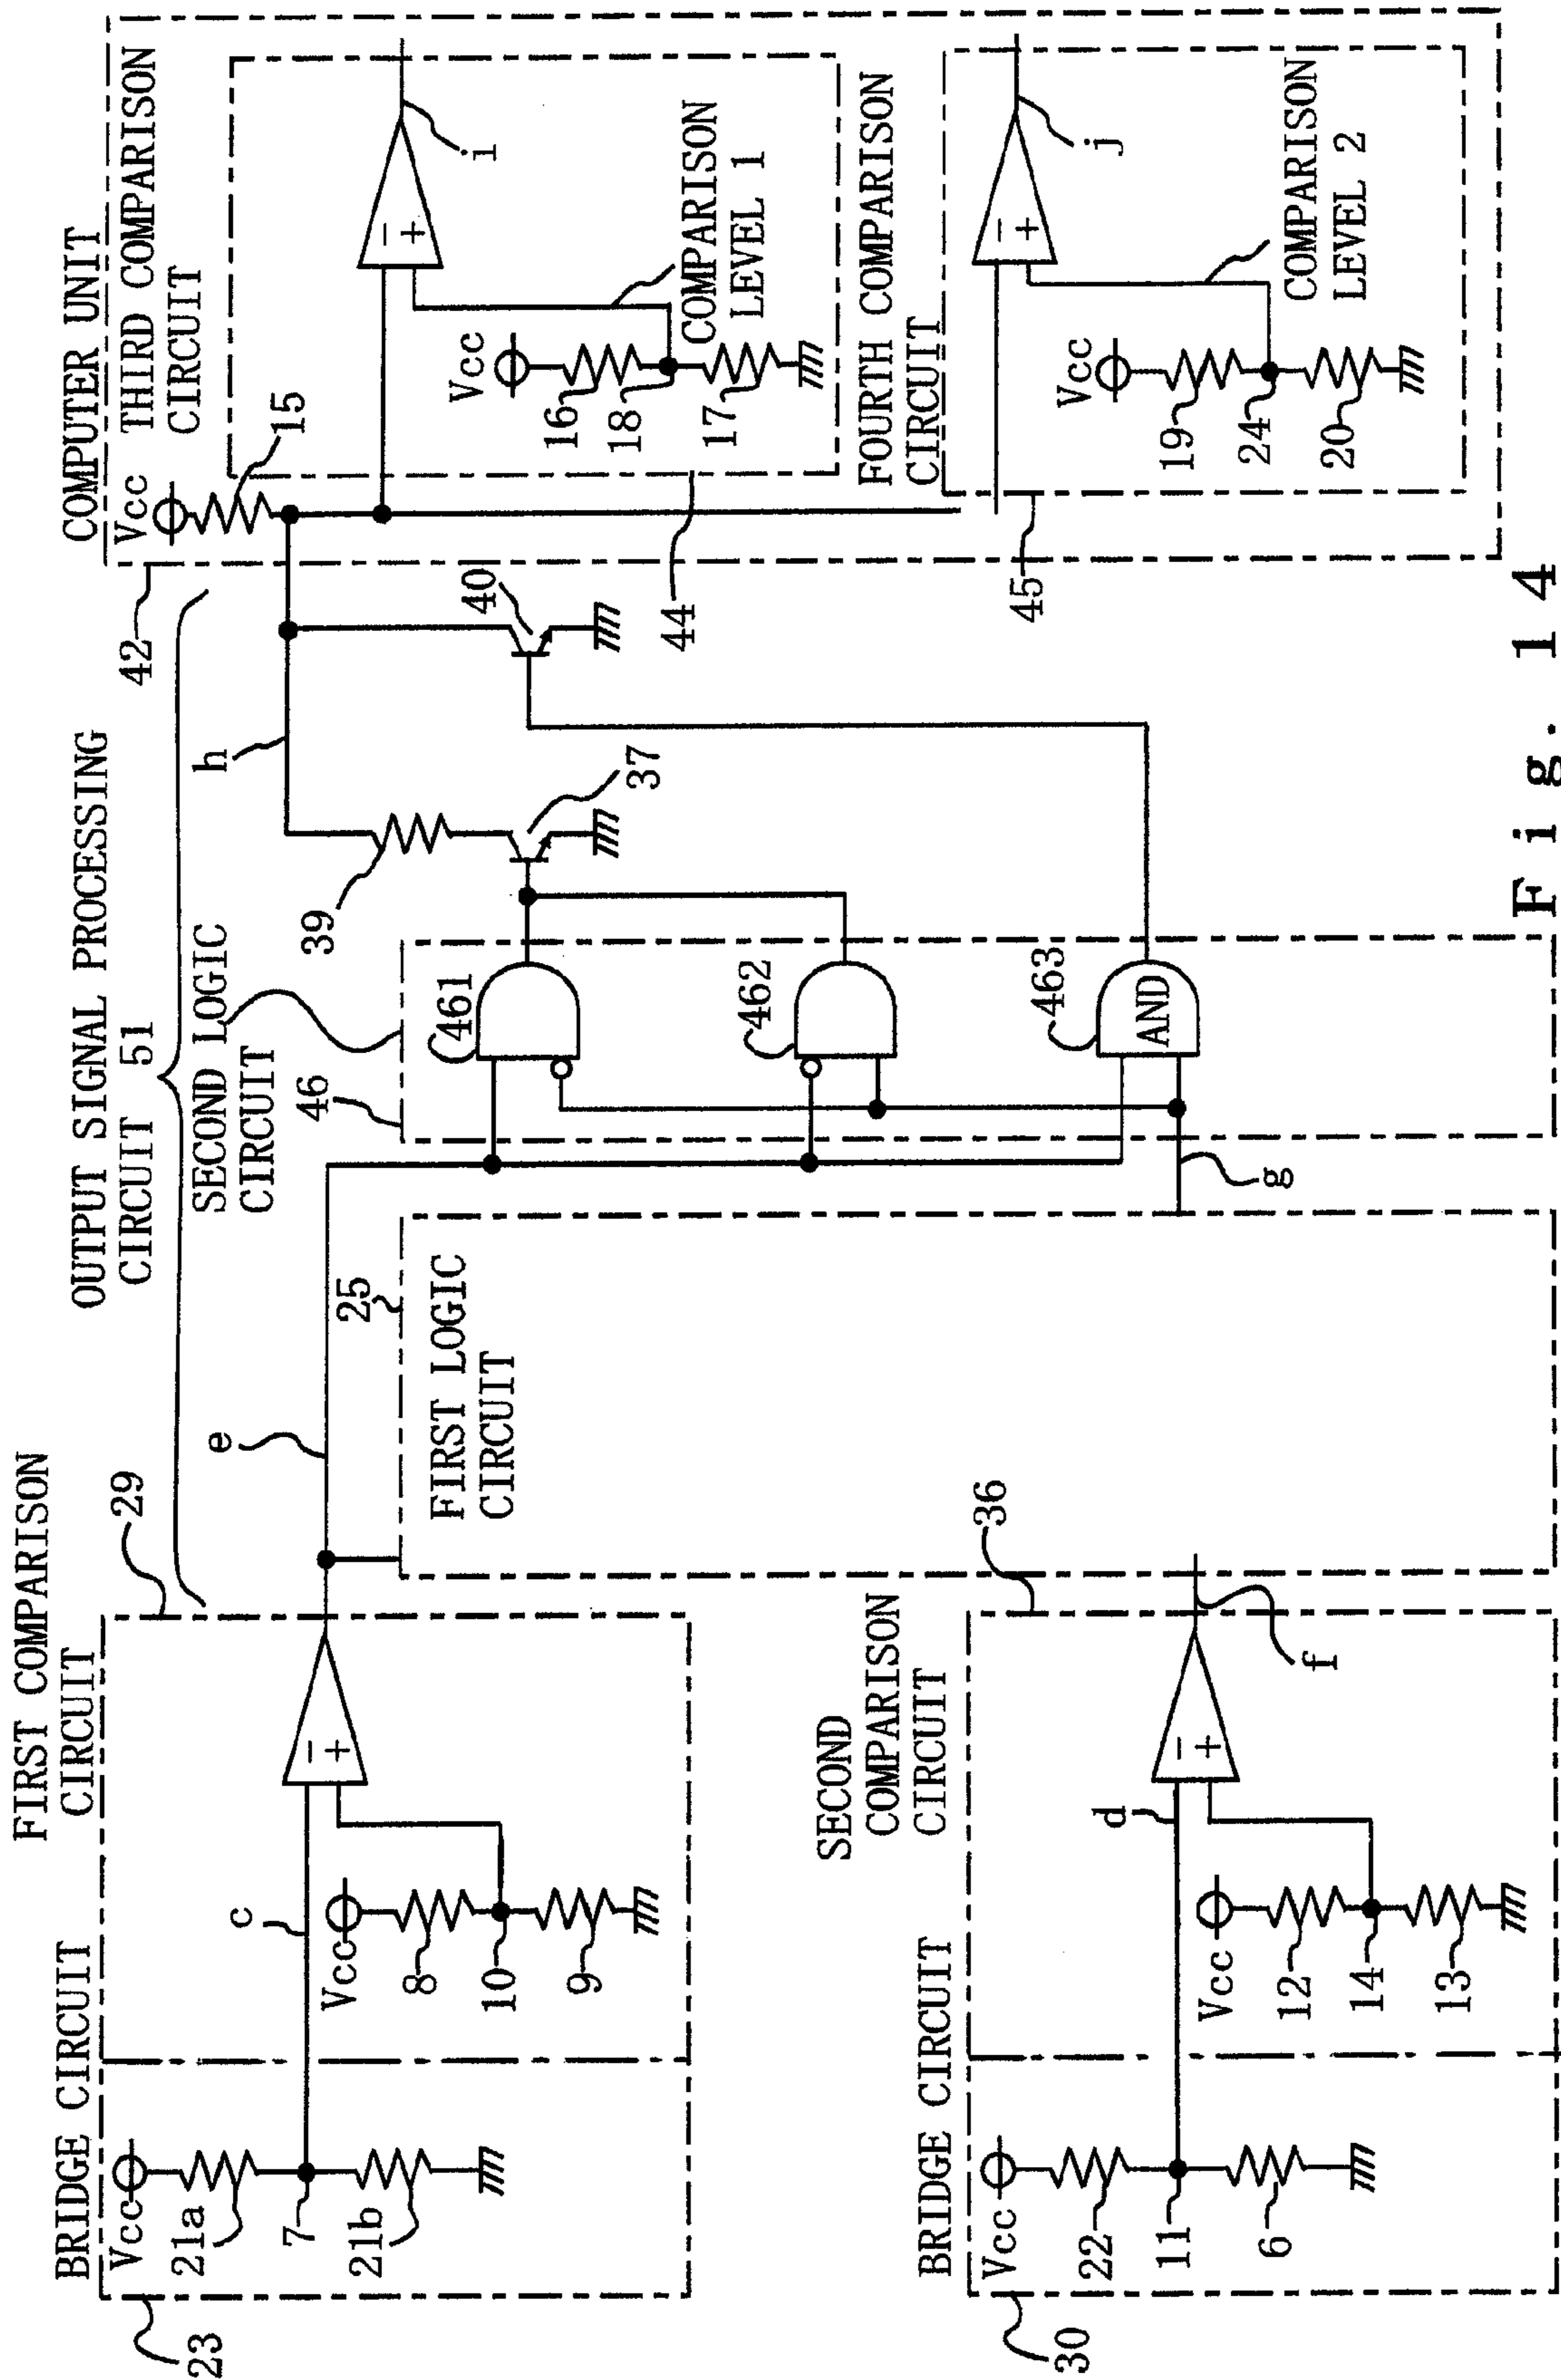 FIRST COMPARISON
CIRCUIT
29
BRIDGE CIRCUIT
23
Vcc
21a
7
21b
c
Vcc
8
10
9
−
+
e
SECOND
COMPARISON
CIRCUIT
36
BRIDGE CIRCUIT
30
Vcc
22
11
6
d
Vcc
12
14
13
−
+
f
OUTPUT SIGNAL PROCESSING
CIRCUIT 51
25
FIRST LOGIC
CIRCUIT
g
SECOND LOGIC
CIRCUIT
46
461
462
463
AND
39
37
h
40
42
COMPUTER UNIT
Vcc
15
THIRD COMPARISON
CIRCUIT
44
−
+
i
Vcc
16
18
17
COMPARISON
LEVEL 1
FOURTH COMPARISON
CIRCUIT
45
−
+
j
Vcc
19
24
20
COMPARISON
LEVEL 2
Fig. 14